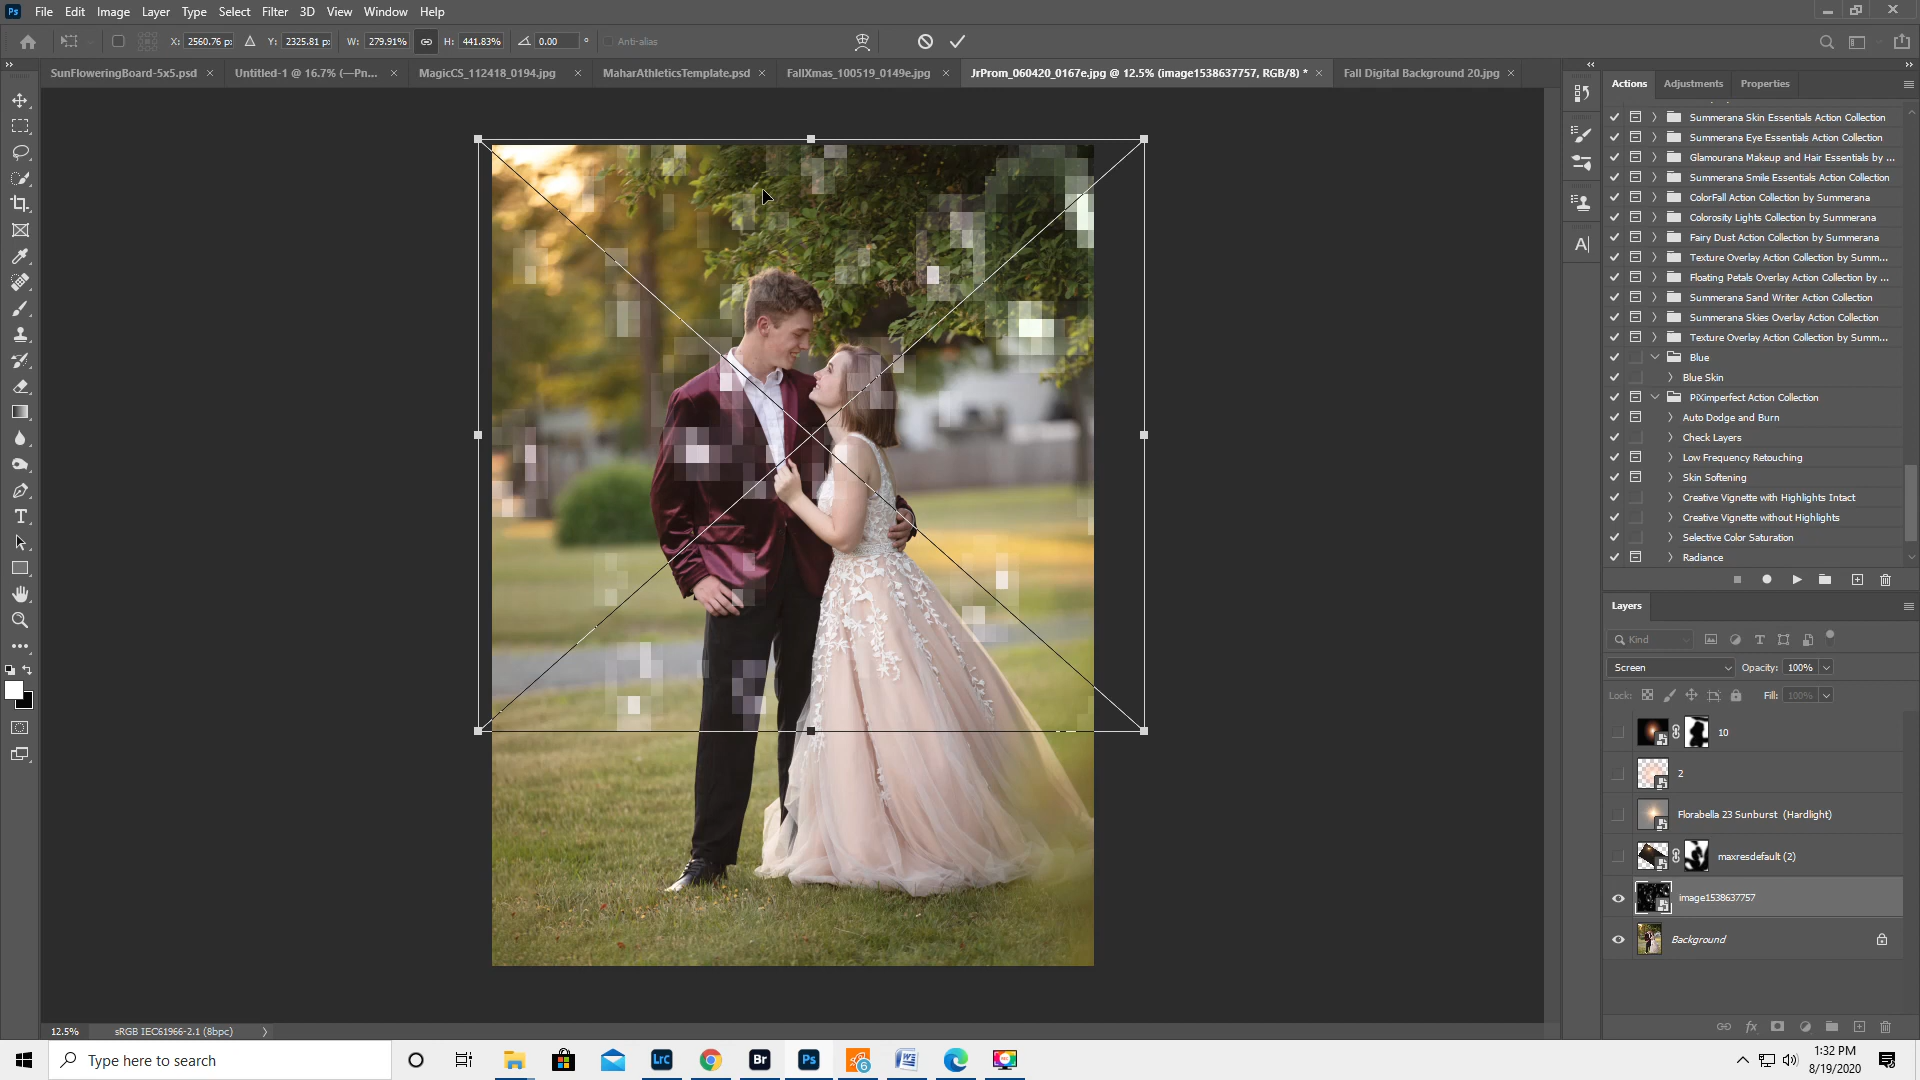 Ps File Edit Image Layer Type Select Filter 3D View Window Help
X: 2560.76 p: Y: 2325.81 p: W: 279.91% H: 441.83% 0.00 ° Anti-alias
SunFloweringBoard-5x5.psd × Untitled-1 @ 16.7% (—Pn... × MagicCS_112418_0194.jpg × MaharAthleticsTemplate.psd × FallXmas_100519_0149e.jpg × JrProm_060420_0167e.jpg @ 12.5% (image1538637757, RGB/8) * × Fall Digital Background 20.jpg ×
Actions Adjustments Properties
Summerana Skin Essentials Action Collection
Summerana Eye Essentials Action Collection
Glamourana Makeup and Hair Essentials by ...
Summerana Smile Essentials Action Collection
ColorFall Action Collection by Summerana
Colorosity Lights Collection by Summerana
Fairy Dust Action Collection by Summerana
Texture Overlay Action Collection by Summ...
Floating Petals Overlay Action Collection by ...
Summerana Sand Writer Action Collection
Summerana Skies Overlay Action Collection
Texture Overlay Action Collection by Summ...
Blue
Blue Skin
PiXimperfect Action Collection
Auto Dodge and Burn
Check Layers
Low Frequency Retouching
Skin Softening
Creative Vignette with Highlights Intact
Creative Vignette without Highlights
Selective Color Saturation
Radiance
Layers
Kind
Screen Opacity: 100%
Lock: Fill: 100%
10
2
Florabella 23 Sunburst (Hardlight)
maxresdefault (2)
image1538637757
Background
12.5% sRGB IEC61966-2.1 (8bpc)
Type here to search
LrC Br Ps 6
1:32 PM
8/19/2020